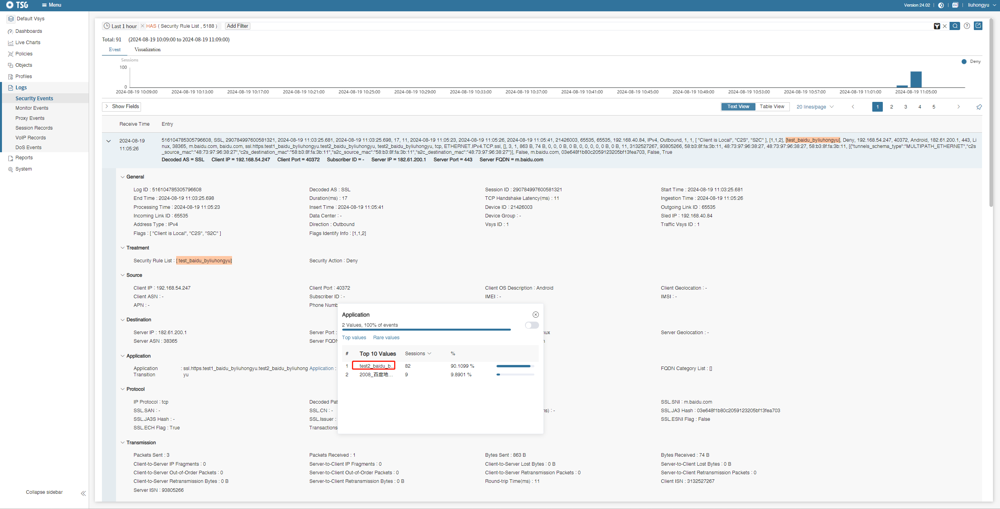 TSG
Menu
Version 24.02
EN
liuhongyu
Default Vsys
Dashboards
Live Charts
Policies
Objects
Profiles
Logs
Security Events
Monitor Events
Proxy Events
Session Records
VoIP Records
DoS Events
Reports
System
Collapse sidebar
Last 1 hour HAS ( Security Rule List , 5188 ) Add Filter
Total: 91 (2024-08-19 10:09:00 to 2024-08-19 11:09:00)
Event Visualization
Sessions
Deny
100
0
2024-08-19 10:09:00 2024-08-19 10:13:00 2024-08-19 10:17:00 2024-08-19 10:21:00 2024-08-19 10:25:00 2024-08-19 10:29:00 2024-08-19 10:33:00 2024-08-19 10:37:00 2024-08-19 10:41:00 2024-08-19 10:45:00 2024-08-19 10:49:00 2024-08-19 10:53:00 2024-08-19 10:57:00 2024-08-19 11:01:00 2024-08-19 11:05:00
Show Fields
Text View Table View 20 lines/page 1 2 3 4 5
Receive Time Entry
2024-08-19
11:05:26
516104785305796608, SSL, 290784997600581321, 2024-08-19 11:03:25.681, 2024-08-19 11:03:25.698, 17, 11, 2024-08-19 11:05:23, 2024-08-19 11:05:26, 2024-08-19 11:05:41, 21426003, 65535, 65535, 192.168.40.84, IPv4, Outbound, 1, 1, [ "Client is Local", "C2S", "S2C" ], [1,1,2], [test_baidu_byliuhongyu], Deny, 192.168.54.247, 40372, Android, 182.61.200.1, 443, Li
nux, 38365, m.baidu.com, baidu.com, ssl.https.test1_baidu_byliuhongyu.test2_baidu_byliuhongyu, test2_baidu_byliuhongyu, tcp, ETHERNET.IPv4.TCP.ssl, [], 3, 1, 863 B, 74 B, 0, 0, 0 B, 0 B, 0, 0, 0, 0, 0 B, 0 B, 11, 3132527267, 93805266, 58:b3:8f:fa:3b:11, 48:73:97:96:38:27, 48:73:97:96:38:27, 58:b3:8f:fa:3b:11, [{"tunnels_schema_type":"MULTIPATH_ETHERNET","c2s
_source_mac":"48:73:97:96:38:27","c2s_destination_mac":"58:b3:8f:fa:3b:11","s2c_source_mac":"58:b3:8f:fa:3b:11","s2c_destination_mac":"48:73:97:96:38:27"}], False, m.baidu.com, 03e648f1b80c2059123205bf13fea703, False, True
Decoded AS = SSL Client IP = 192.168.54.247 Client Port = 40372 Subscriber ID = - Server IP = 182.61.200.1 Server Port = 443 Server FQDN = m.baidu.com
General
Log ID : 516104785305796608 Decoded AS : SSL Session ID : 290784997600581321 Start Time : 2024-08-19 11:03:25.681
End Time : 2024-08-19 11:03:25.698 Duration(ms) : 17 TCP Handshake Latency(ms) : 11 Ingestion Time : 2024-08-19 11:05:26
Processing Time : 2024-08-19 11:05:23 Insert Time : 2024-08-19 11:05:41 Device ID : 21426003 Outgoing Link ID : 65535
Incoming Link ID : 65535 Data Center : - Device Group : - Sled IP : 192.168.40.84
Address Type : IPv4 Direction : Outbound Vsys ID : 1 Traffic Vsys ID : 1
Flags : [ "Client is Local", "C2S", "S2C" ] Flags Identify Info : [1,1,2]
Treatment
Security Rule List : [ test_baidu_byliuhongyu] Security Action : Deny
Source
Client IP : 192.168.54.247 Client Port : 40372 Client OS Description : Android Client Geolocation : -
Client ASN : - Subscriber ID : - IMEI : - IMSI : -
APN : - Phone Numb
Destination
Server IP : 182.61.200.1 Server Port : nux Server Geolocation : -
Server ASN : 38365 Server FQDN
Application
Application : ssl.https.test1_baidu_byliuhongyu.test2_baidu_byliuhong Application : FQDN Category List : []
Transition yu
Application
2 Values, 100% of events
Top values Rare values
# Top 10 Values Sessions %
1 test2_baidu_b... 82 90.1099 %
2 2008_百度地... 9 9.8901 %
Protocol
IP Protocol : tcp Decoded Pat SSL.SNI : m.baidu.com
SSL.SAN : - SSL.CN : - ns) : - SSL.JA3 Hash : 03e648f1b80c2059123205bf13fea703
SSL.JA3S Hash : - SSL.Issuer : SSL.ESNI Flag : False
SSL.ECH Flag : True Transactions
Transmission
Packets Sent : 3 Packets Received : 1 Bytes Sent : 863 B Bytes Received : 74 B
Client-to-Server IP Fragments : 0 Server-to-Client IP Fragments : 0 Client-to-Server Lost Bytes : 0 B Server-to-Client Lost Bytes : 0 B
Client-to-Server Out-of-Order Packets : 0 Server-to-Client Out-of-Order Packets : 0 Client-to-Server Retransmission Packets : 0 Server-to-Client Retransmission Packets : 0
Client-to-Server Retransmission Bytes : 0 B Server-to-Client Retransmission Bytes : 0 B Round-trip Time(ms) : 11 Client ISN : 3132527267
Server ISN : 93805266